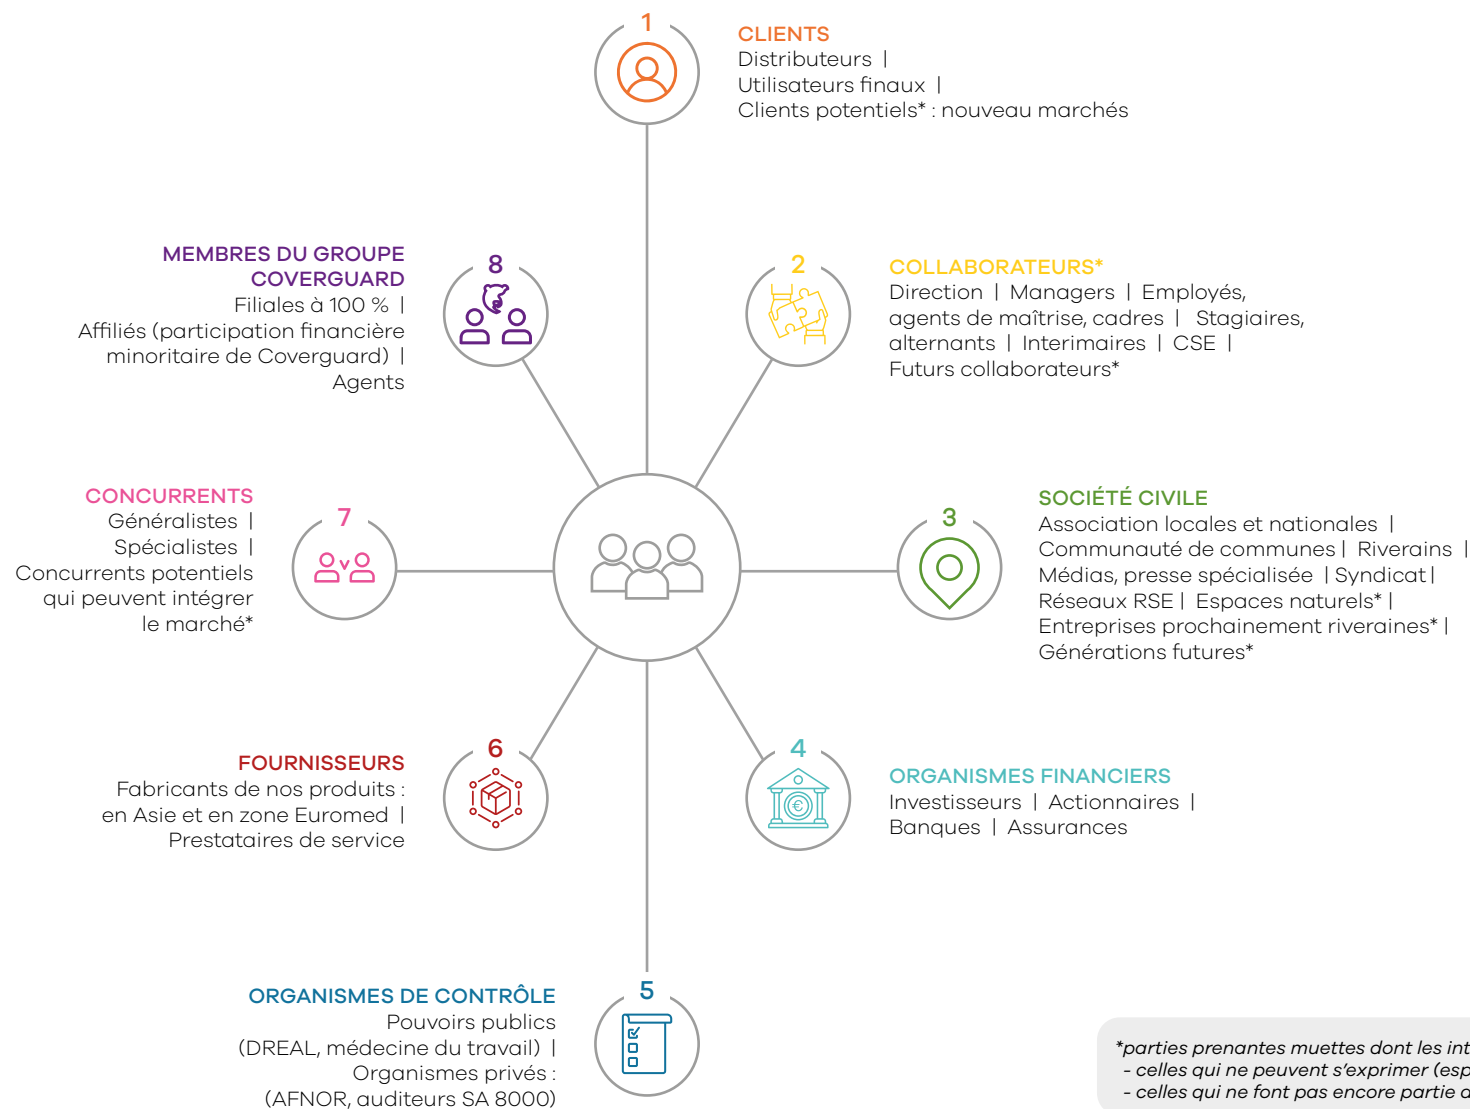 1
CLIENTS
Distributeurs |
Utilisateurs finaux |
Clients potentiels* : nouveau marchés
2
COLLABORATEURS*
Direction | Managers | Employés,
agents de maîtrise, cadres | Stagiaires,
alternants | Interimaires | CSE |
Futurs collaborateurs*
3
SOCIÉTÉ CIVILE
Association locales et nationales |
Communauté de communes | Riverains |
Médias, presse spécialisée | Syndicat |
Réseaux RSE | Espaces naturels* |
Entreprises prochainement riveraines* |
Générations futures*
4
ORGANISMES FINANCIERS
Investisseurs | Actionnaires |
Banques | Assurances
5
ORGANISMES DE CONTRÔLE
Pouvoirs publics
(DREAL, médecine du travail) |
Organismes privés :
(AFNOR, auditeurs SA 8000)
6
FOURNISSEURS
Fabricants de nos produits :
en Asie et en zone Euromed |
Prestataires de service
7
CONCURRENTS
Généralistes |
Spécialistes |
Concurrents potentiels
qui peuvent intégrer
le marché*
8
MEMBRES DU GROUPE
COVERGUARD
Filiales à 100 % |
Affiliés (participation financière
minoritaire de Coverguard) |
Agents
*parties prenantes muettes dont les
- celles qui ne peuvent s'exprimer
- celles qui ne font pas encore partie